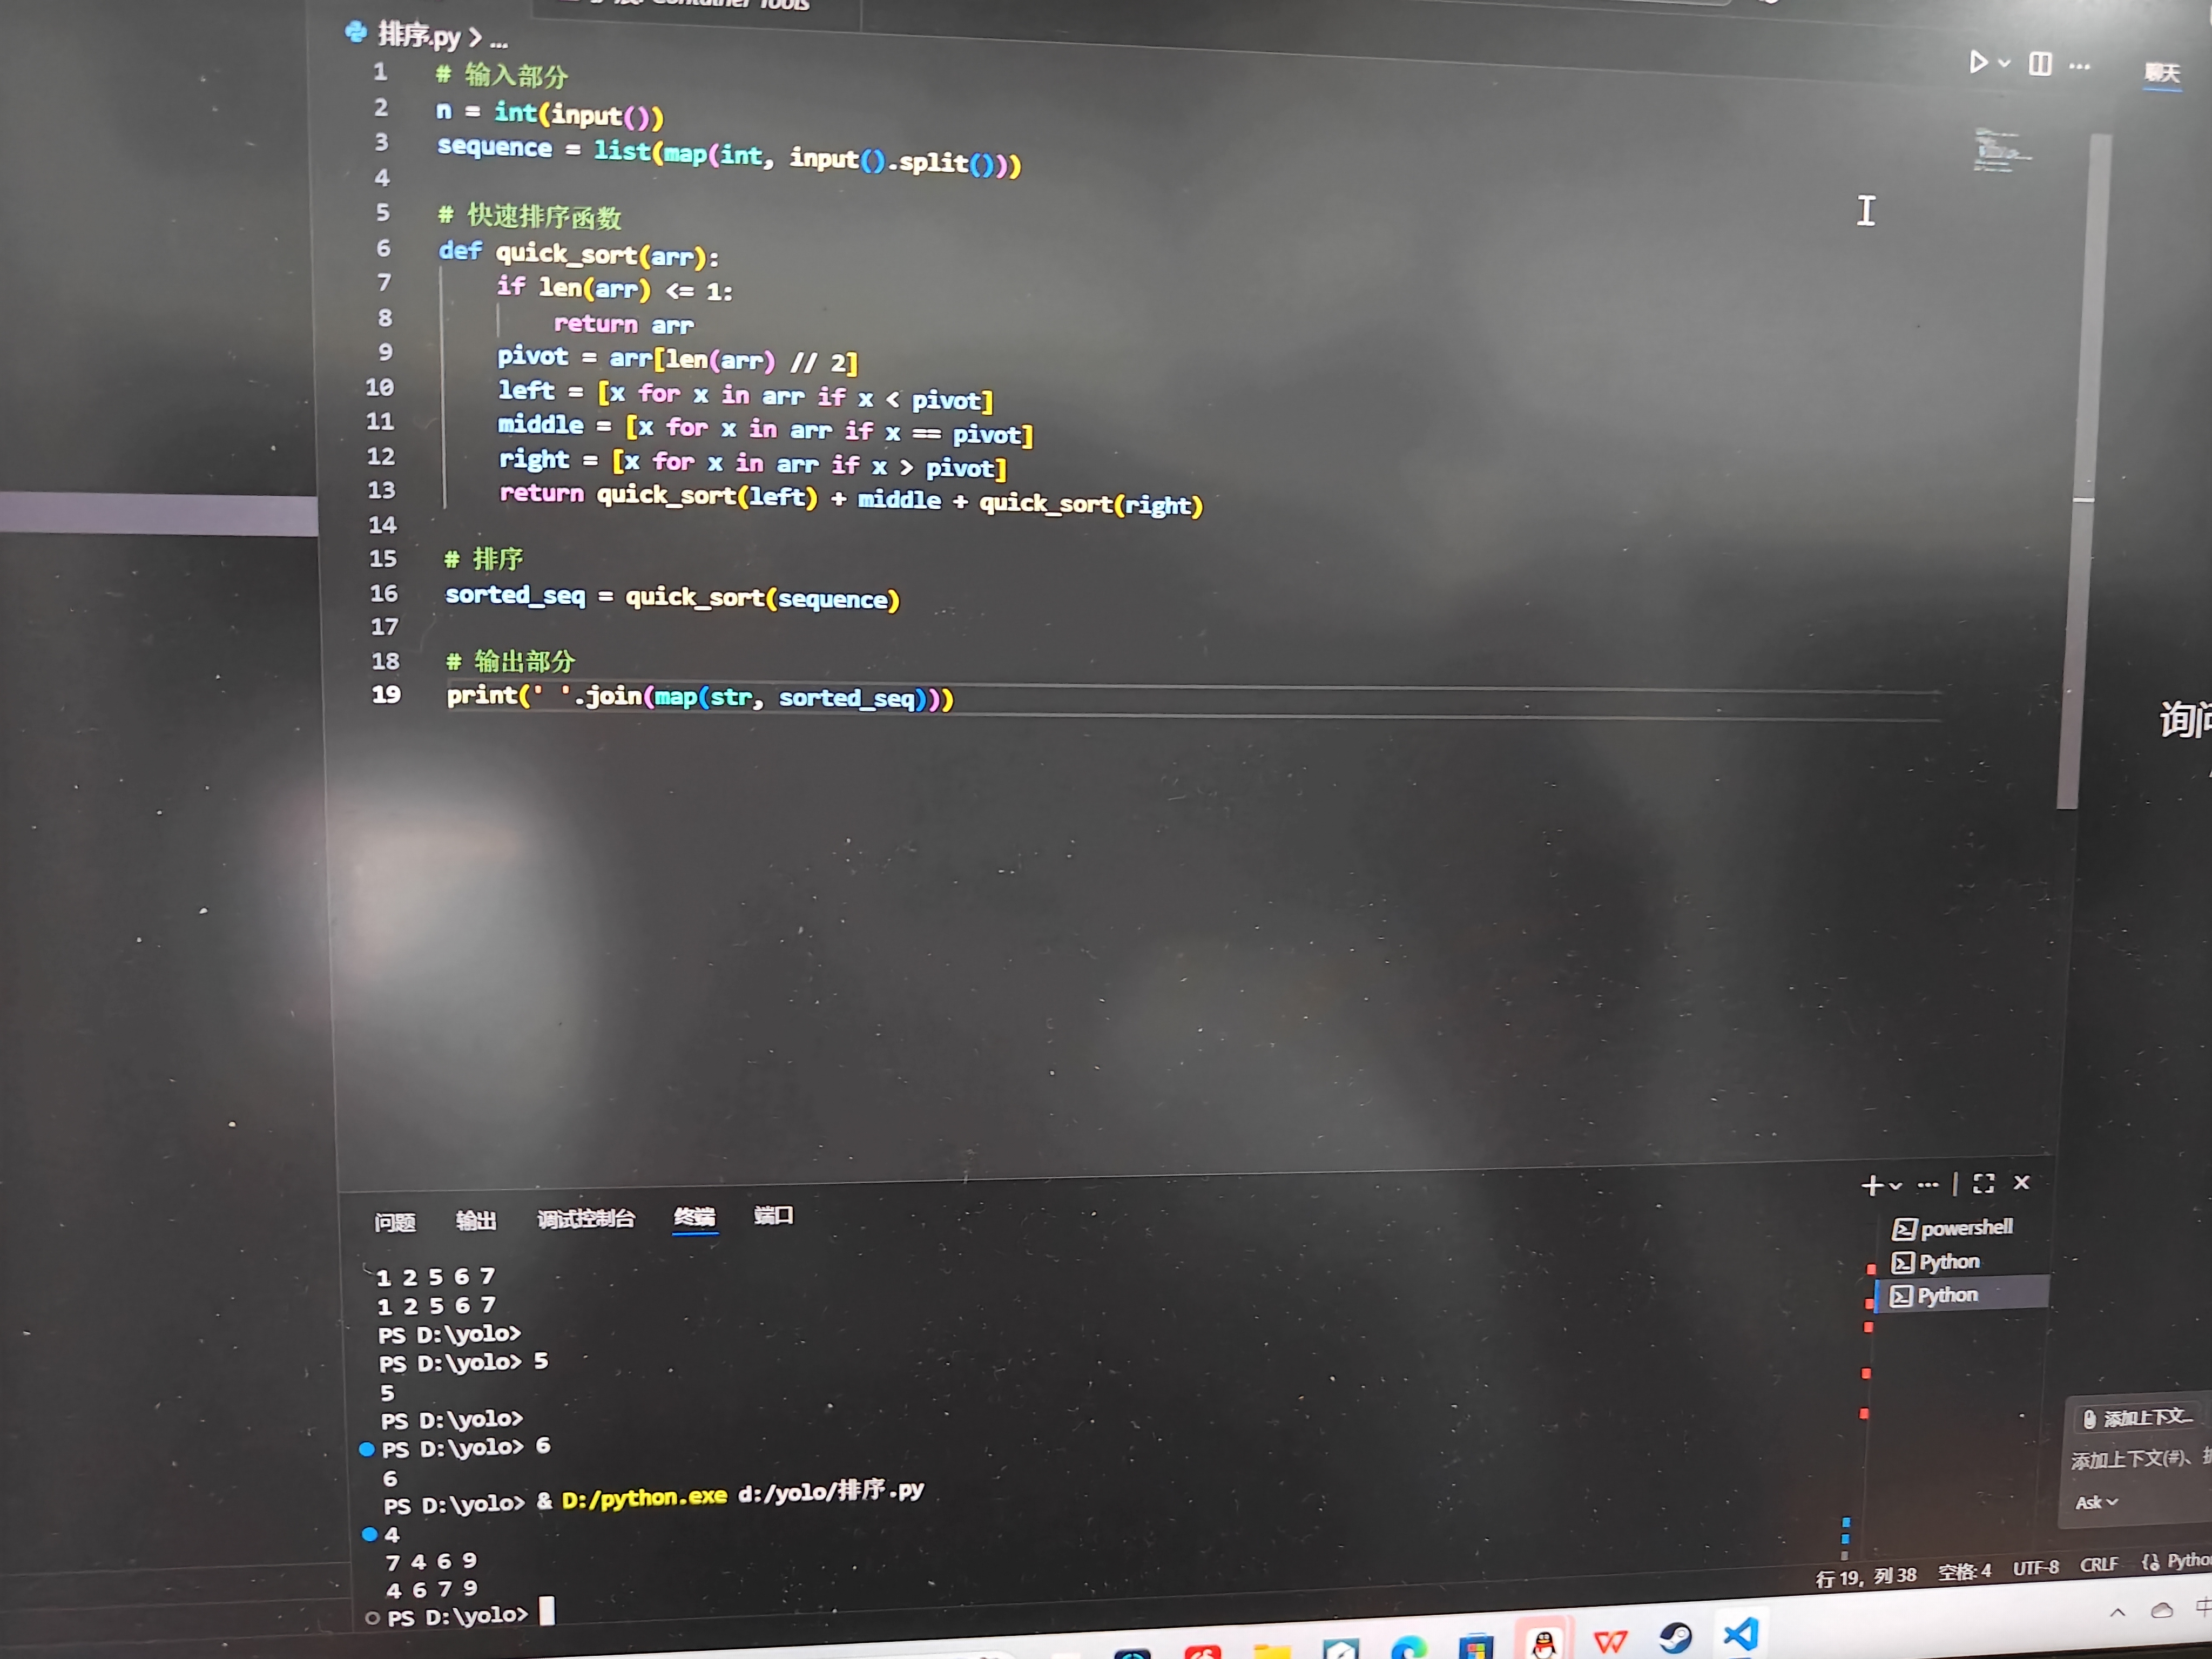 Container Tools
排序.py > ...
聊天
1 # 输入部分
2 n = int(input())
3 sequence = list(map(int, input().split()))
4
5 # 快速排序函数
6 def quick_sort(arr):
7 if len(arr) <= 1:
8 return arr
9 pivot = arr[len(arr) // 2]
10 left = [x for x in arr if x < pivot]
11 middle = [x for x in arr if x == pivot]
12 right = [x for x in arr if x > pivot]
13 return quick_sort(left) + middle + quick_sort(right)
14
15 # 排序
16 sorted_seq = quick_sort(sequence)
17
18 # 输出部分
19 print(' '.join(map(str, sorted_seq)))
询问
问题 输出 调试控制台 终端 端口
1 2 5 6 7
1 2 5 6 7
PS D:\yolo>
PS D:\yolo> 5
5
PS D:\yolo>
PS D:\yolo> 6
6
PS D:\yolo> & D:/python.exe d:/yolo/排序.py
4
7 4 6 9
4 6 7 9
PS D:\yolo>
powershell
Python
Python
添加上下文...
添加上下文(#)、
Ask
行 19, 列 38 空格: 4 UTF-8 CRLF {} Pytho
中